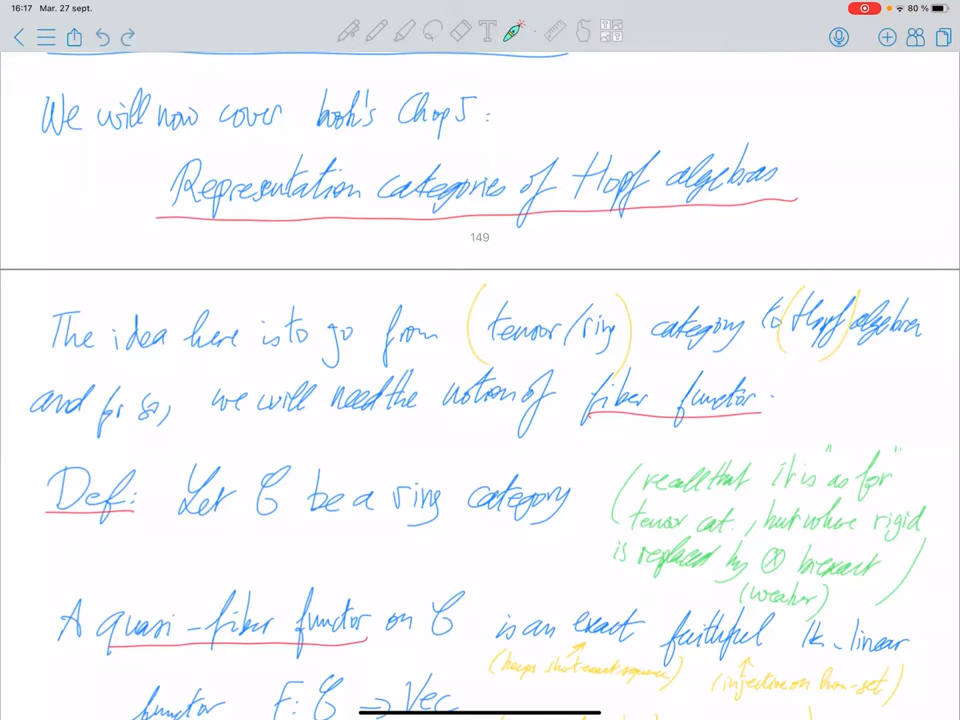 16:17 Mar. 27 sept. 80 %
We will now cover book's Chap 5 :
Representation categories of Hopf algebras
149
The idea here is to go from (tensor/ring) category to (Hopf) algebra
and for so, we will need the notion of fiber functor.
Def: Let C be a ring category
(recall that it is "as for"
tensor cat., but where rigid
is replaced by ⊗ biexact
(weaker)
A quasi-fiber functor on C is an exact faithful k-linear
(keeps short exact sequence) (injective on hom-set)
functor F: C → Vec